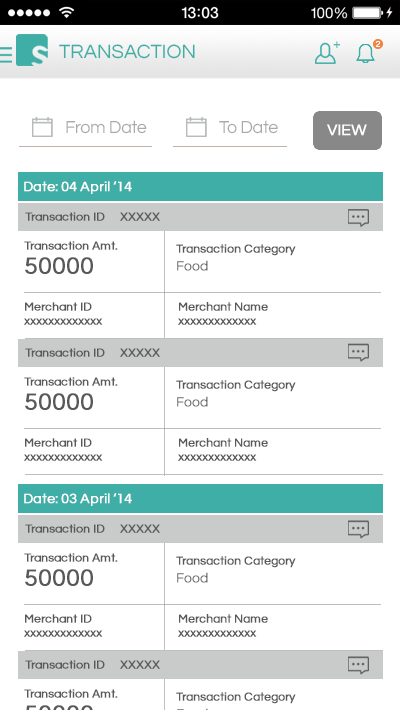 13:03 100%
S TRANSACTION + 2
From Date To Date VIEW
Date: 04 April ‘14
Transaction ID XXXXX
Transaction Amt. Transaction Category
50000 Food
Merchant ID Merchant Name
xxxxxxxxxxxxx xxxxxxxxxxxxx
Transaction ID XXXXX
Transaction Amt. Transaction Category
50000 Food
Merchant ID Merchant Name
xxxxxxxxxxxxx xxxxxxxxxxxxx
Date: 03 April ‘14
Transaction ID XXXXX
Transaction Amt. Transaction Category
50000 Food
Merchant ID Merchant Name
xxxxxxxxxxxxx xxxxxxxxxxxxx
Transaction ID XXXXX
Transaction Amt. Transaction Category
50000 Food